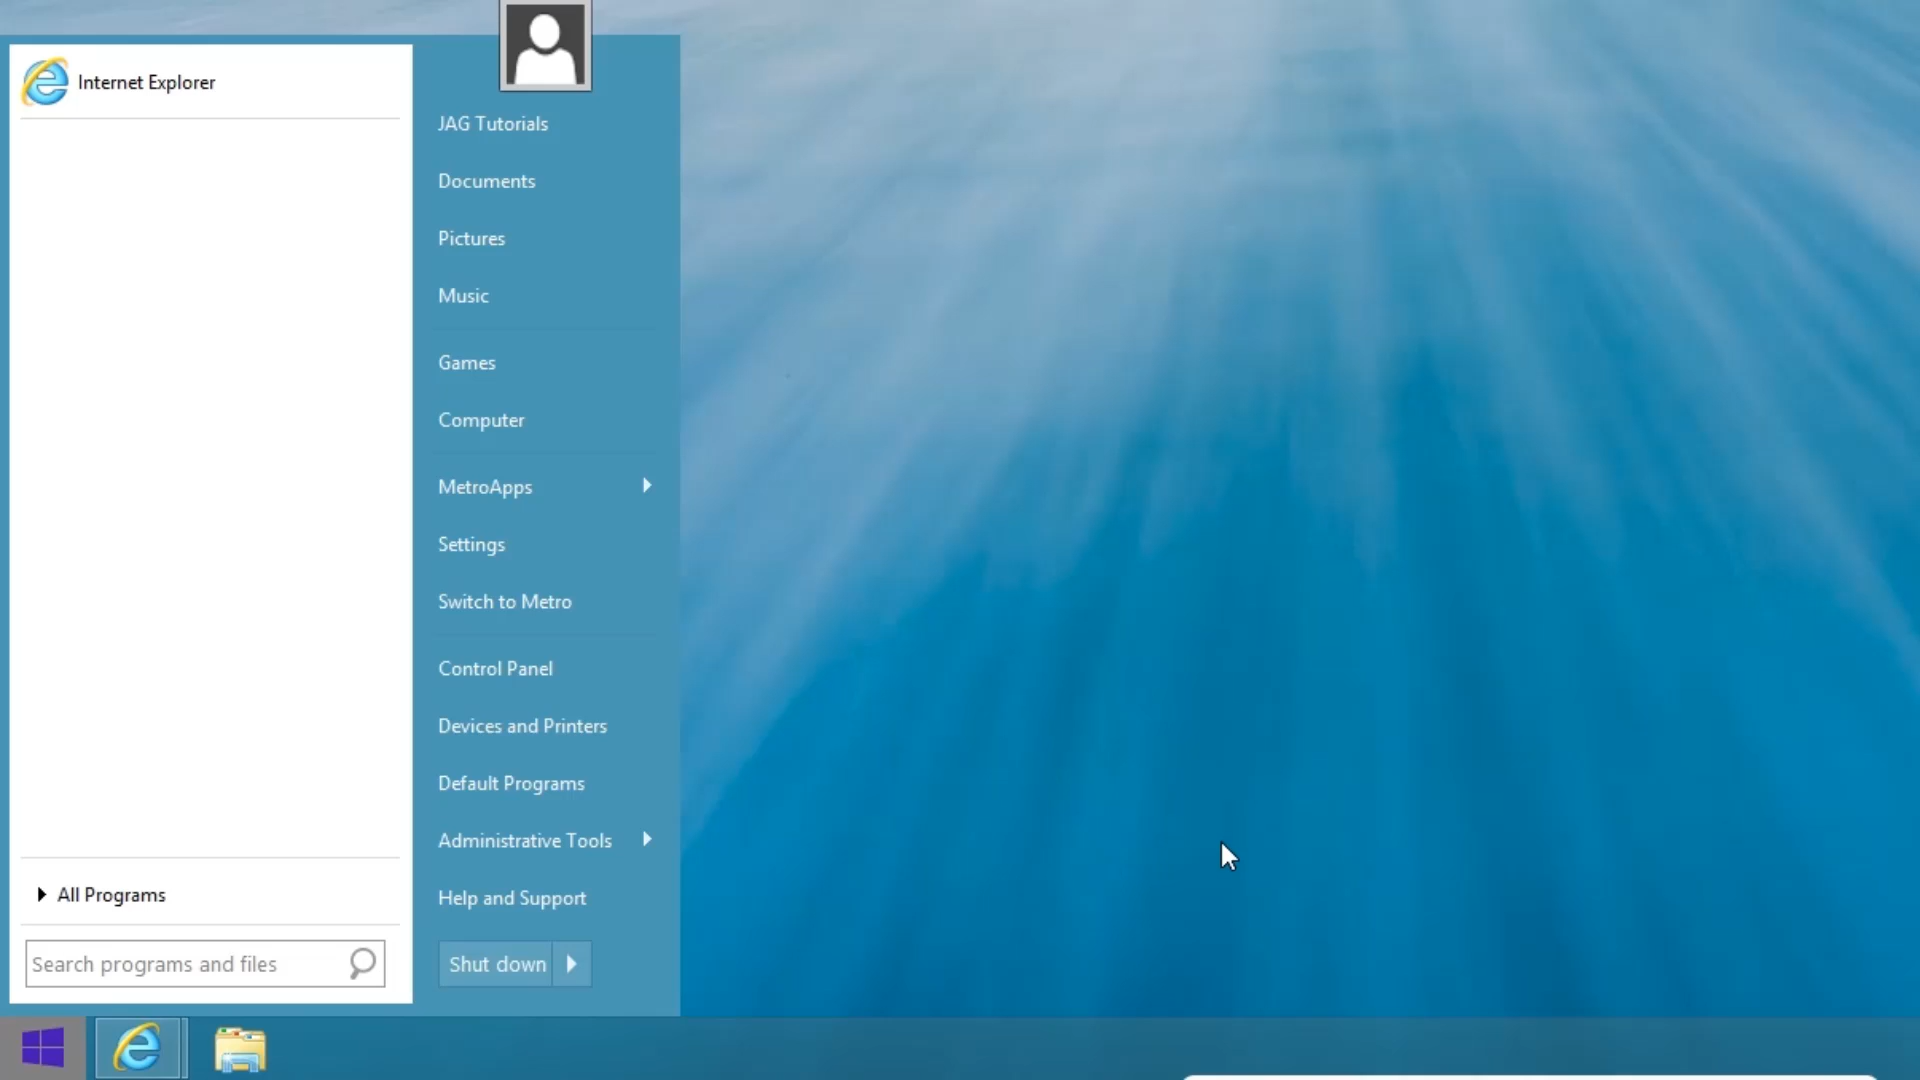 Internet Explorer
All Programs
Search programs and files
JAG Tutorials
Documents
Pictures
Music
Games
Computer
MetroApps
Settings
Switch to Metro
Control Panel
Devices and Printers
Default Programs
Administrative Tools
Help and Support
Shut down